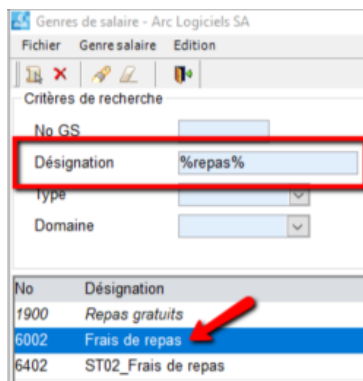 Genres de salaire - Arc Logiciels SA
Fichier Genre salaire Edition
Critères de recherche
No GS
Désignation %repas%
Type
Domaine
No Désignation
1900 Repas gratuits
6002 Frais de repas
6402 ST02_Frais de repas